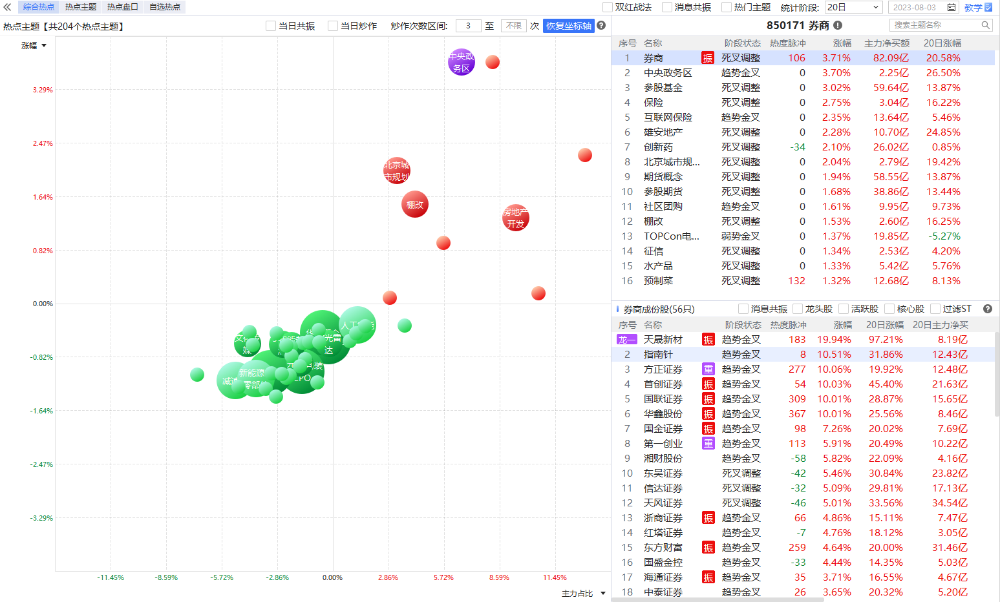 综合热点 热点主题 热点盘口 自选热点 双红战法 消息共振 热门主题 统计阶段: 20日 2023-08-03 教学
热点主题【共204个热点主题】 当日共振 当日炒作 炒作次数区间: 3 至 不限 次 恢复坐标轴 ?
涨幅
3.29%
2.47%
1.64%
0.82%
0.00%
-0.82%
-1.64%
-2.47%
-3.29%
中央政
务区
北京城
市规划
棚改
房地产
开发
人工
光雷
达
新能源
零部
CPO
-11.45% -8.59% -5.72% -2.86% 0.00% 2.86% 5.72% 8.59% 11.45%
主力占比
850171 券商 搜索主题名称
序号 名称 阶段状态 热度脉冲 涨幅 主力净买额 20日涨幅
1 券商 振 死叉调整 106 3.71% 82.09亿 20.58%
2 中央政务区 趋势金叉 0 3.70% 2.25亿 26.50%
3 参股基金 死叉调整 0 3.02% 59.64亿 13.87%
4 保险 死叉调整 0 2.75% 3.04亿 16.22%
5 互联网保险 趋势金叉 0 2.35% 13.64亿 5.46%
6 雄安地产 死叉调整 0 2.28% 10.70亿 24.85%
7 创新药 死叉调整 -34 2.10% 26.02亿 0.85%
8 北京城市规... 死叉调整 0 2.04% 2.79亿 19.42%
9 期货概念 死叉调整 0 1.94% 58.55亿 13.87%
10 参股期货 死叉调整 0 1.68% 38.86亿 13.44%
11 社区团购 趋势金叉 0 1.61% 9.95亿 9.73%
12 棚改 死叉调整 0 1.53% 2.60亿 16.25%
13 TOPCon电... 弱势金叉 0 1.37% 19.85亿 -5.27%
14 征信 死叉调整 0 1.34% 2.53亿 4.20%
15 水产品 死叉调整 0 1.33% 5.42亿 5.76%
16 预制菜 死叉调整 132 1.32% 12.68亿 8.13%
券商成份股(56只) 消息共振 龙头股 活跃股 核心股 过滤ST ?
序号 名称 阶段状态 热度脉冲 涨幅 20日涨幅 20日主力净买
龙一 天晟新材 振 趋势金叉 183 19.94% 97.21% 8.19亿
2 指南针 趋势金叉 8 10.51% 31.86% 12.43亿
3 方正证券 重 趋势金叉 277 10.06% 19.92% 12.48亿
4 首创证券 振 趋势金叉 54 10.03% 45.40% 21.63亿
5 国联证券 振 趋势金叉 309 10.01% 28.87% 15.65亿
6 华鑫股份 振 趋势金叉 367 10.01% 25.56% 8.46亿
7 国金证券 振 趋势金叉 98 7.26% 20.02% 7.69亿
8 第一创业 重 趋势金叉 113 5.91% 20.49% 10.22亿
9 湘财股份 趋势金叉 -58 5.82% 22.09% 4.16亿
10 东吴证券 死叉调整 -42 5.46% 30.84% 23.82亿
11 信达证券 死叉调整 -32 5.09% 29.81% 17.13亿
12 天风证券 死叉调整 -46 5.01% 33.56% 34.54亿
13 浙商证券 振 趋势金叉 66 4.86% 15.11% 7.47亿
14 红塔证券 趋势金叉 -7 4.76% 18.12% 3.05亿
15 东方财富 振 趋势金叉 259 4.64% 20.00% 31.46亿
16 国盛金控 趋势金叉 -33 4.44% 14.35% 5.03亿
17 海通证券 振 趋势金叉 35 3.71% 16.55% 4.67亿
18 中泰证券 趋势金叉 26 3.65% 20.32% 5.20亿